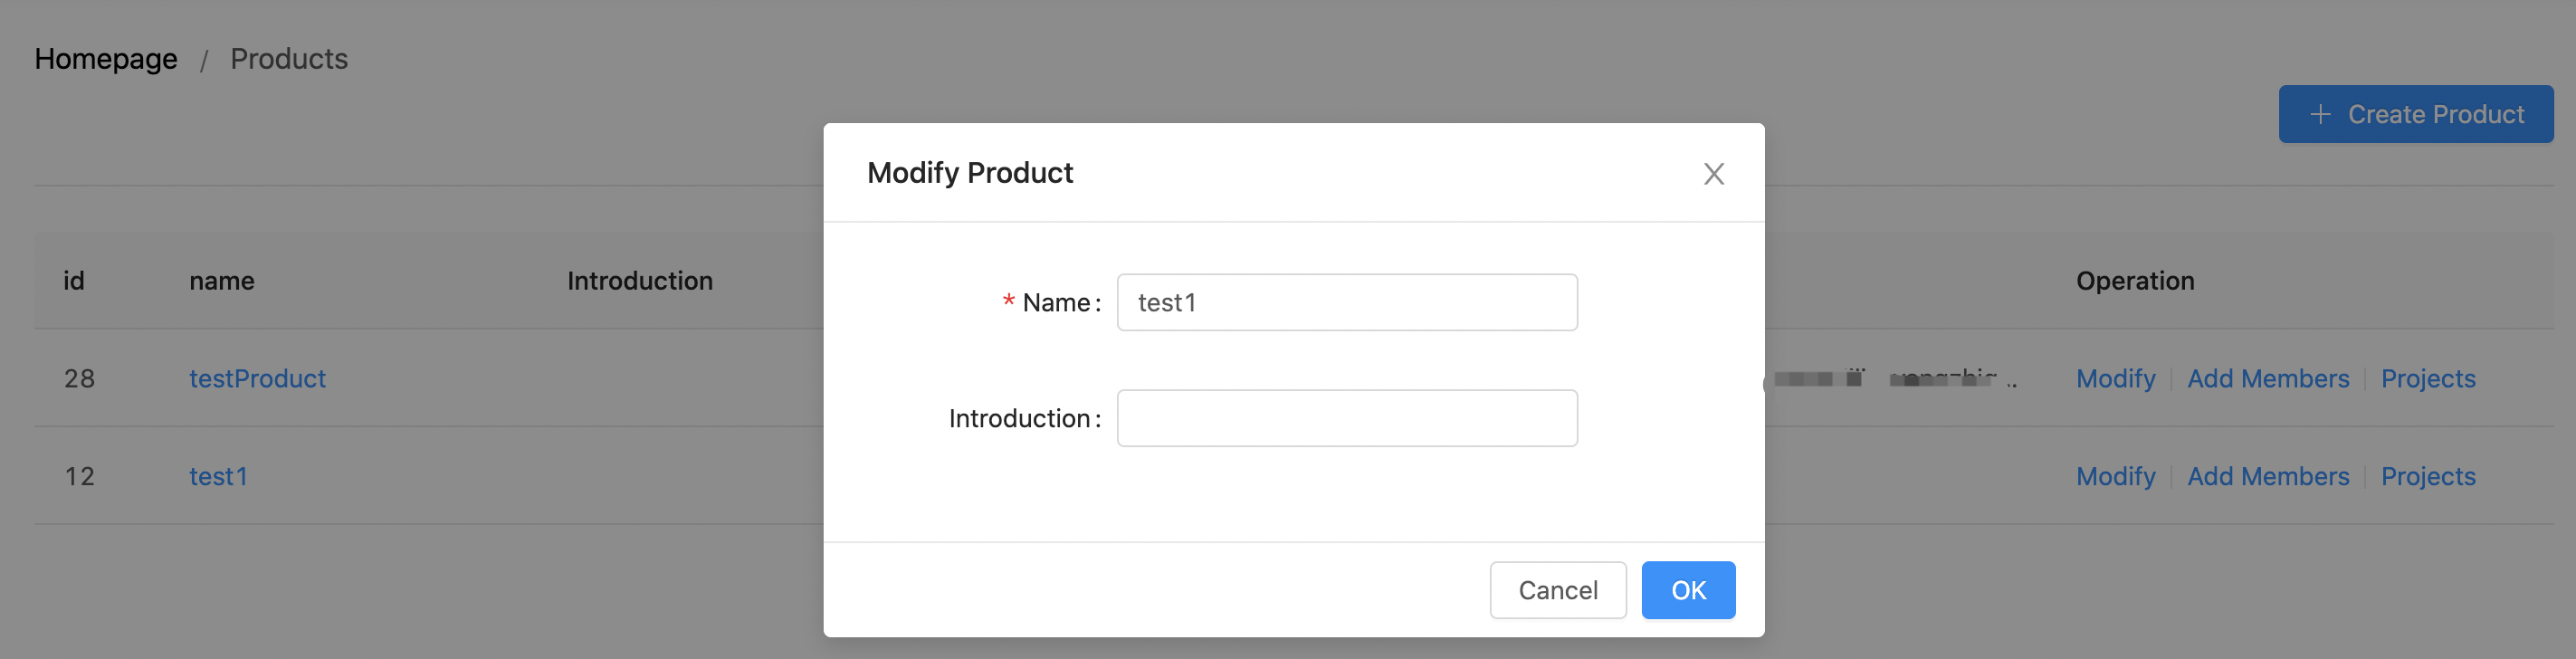 Homepage / Products
+ Create Product
Modify Product
id name Introduction Operation
* Name: test1
28 testProduct Modify Add Members Projects
Introduction:
12 test1 Modify Add Members Projects
Cancel OK